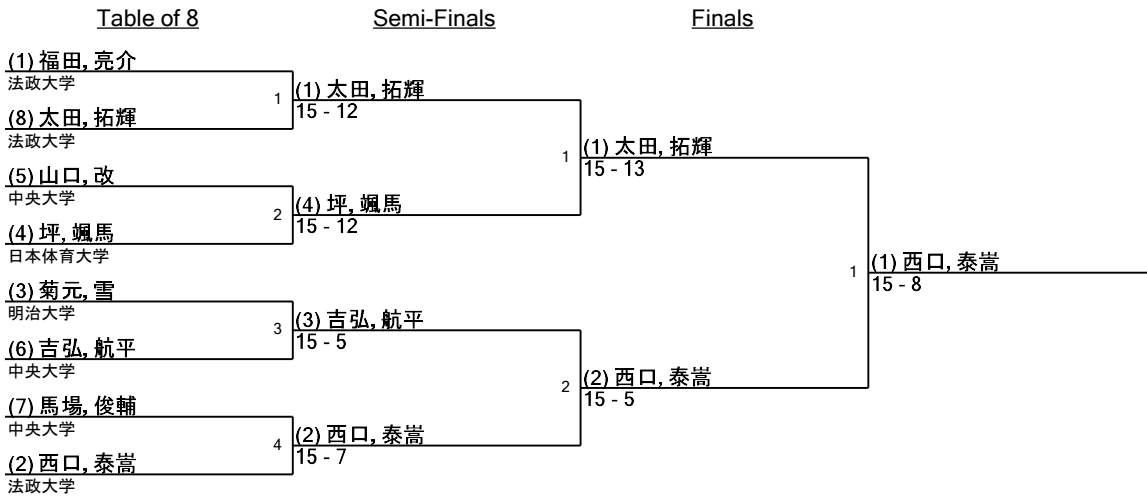 Table of 8
Semi-Finals
Finals
(1) 福田, 亮介
法政大学
(8) 太田, 拓輝
法政大学
(5) 山口, 改
中央大学
(4) 坪, 颯馬
日本体育大学
(3) 菊元, 雪
明治大学
(6) 吉弘, 航平
中央大学
(7) 馬場, 俊輔
中央大学
(2) 西口, 泰嵩
法政大学
1
(1) 太田, 拓輝
15 - 12
2
(4) 坪, 颯馬
15 - 12
3
(3) 吉弘, 航平
15 - 5
4
(2) 西口, 泰嵩
15 - 7
1
(1) 太田, 拓輝
15 - 13
2
(2) 西口, 泰嵩
15 - 5
1
(1) 西口, 泰嵩
15 - 8